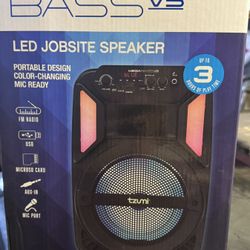 BASS V3
LED JOBSITE SPEAKER
PORTABLE DESIGN
COLOR-CHANGING
MIC READY
UP TO
3
HOURS OF PLAY TIME*
FM RADIO
USB
MICROSD CARD
AUX-IN
MIC PORT
tzumi